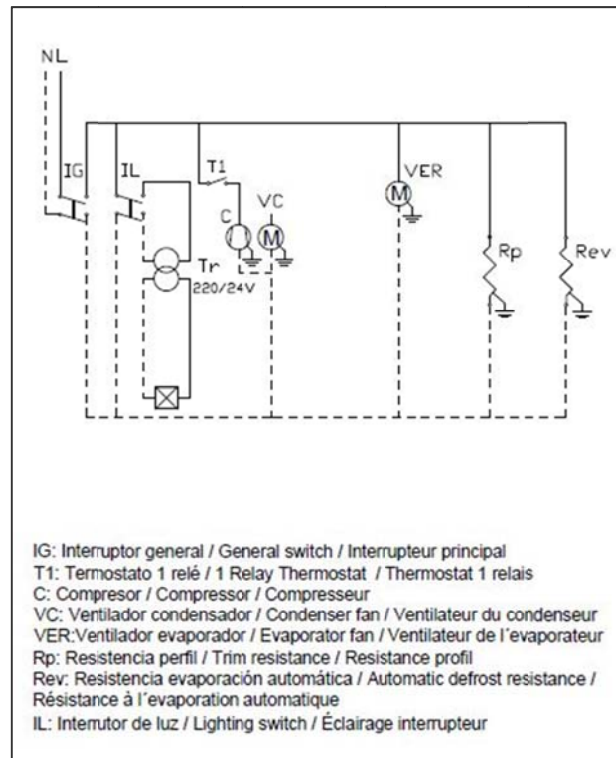 NL
IG
IL
T1
VC
C
VER
M
M
Tr
220/24V
Rp
Rev
IG: Interruptor general / General switch / Interrupteur principal
T1: Termostato 1 relé / 1 Relay Thermostat / Thermostat 1 relais
C: Compresor / Compressor / Compresseur
VC: Ventilador condensador / Condenser fan / Ventilateur du condenseur
VER:Ventilador evaporador / Evaporator fan / Ventilateur de l´evaporateur
Rp: Resistencia perfil / Trim resistance / Resistance profil
Rev: Resistencia evaporación automática / Automatic defrost resistance /
Résistance à l´evaporation automatique
IL: Interrutor de luz / Lighting switch / Éclairage interrupteur